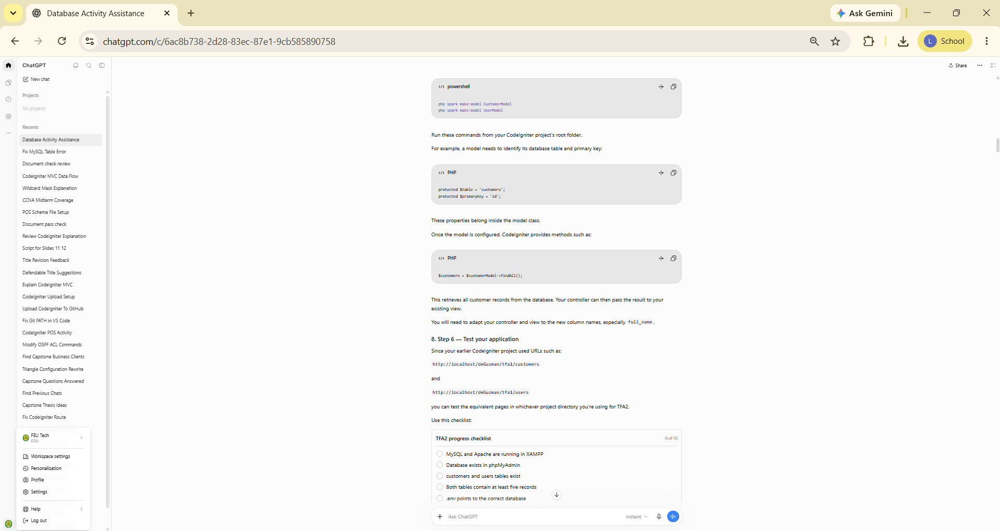 Database Activity Assistance
Ask Gemini
chatgpt.com/c/6ac8b738-2d28-83ec-87e1-9cb585890758
L School
ChatGPT
New chat
Projects
No projects
Recents
Database Activity Assistance
Fix MySQL Table Error
Document check review
CodeIgniter MVC Data Flow
Wildcard Mask Explanation
CCNA Midterm Coverage
POS Schema File Setup
Document pass check
Review CodeIgniter Explanation
Script for Slides 11 12
Title Revision Feedback
Defendable Title Suggestions
Explain CodeIgniter MVC
CodeIgniter Upload Setup
Upload CodeIgniter To GitHub
Fix Git PATH in VS Code
CodeIgniter POS Activity
Modify OSPF ACL Commands
Find Capstone Business Clients
Triangle Configuration Rewrite
Capstone Questions Answered
Find Previous Chats
Capstone Thesis Ideas
Fix CodeIgniter Route
FEU Tech
EDU
Workspace settings
Personalization
Profile
Settings
Help
Log out
Share
powershell
php spark make:model CustomerModel
php spark make:model UserModel
Run these commands from your CodeIgniter project's root folder.
For example, a model needs to identify its database table and primary key:
PHP
protected $table = 'customers';
protected $primaryKey = 'id';
These properties belong inside the model class.
Once the model is configured, CodeIgniter provides methods such as:
PHP
$customers = $customerModel->findAll();
This retrieves all customer records from the database. Your controller can then pass the result to your
existing view.
You will need to adapt your controller and view to the new column names, especially full_name.
8. Step 6 — Test your application
Since your earlier CodeIgniter project used URLs such as:
http://localhost/deGuzman/tfa1/customers
and
http://localhost/deGuzman/tfa1/users
you can test the equivalent pages in whichever project directory you're using for TFA2.
Use this checklist:
TFA2 progress checklist 0 of 10
MySQL and Apache are running in XAMPP
Database exists in phpMyAdmin
customers and users tables exist
Both tables contain at least five records
.env points to the correct database
Ask ChatGPT
Instant